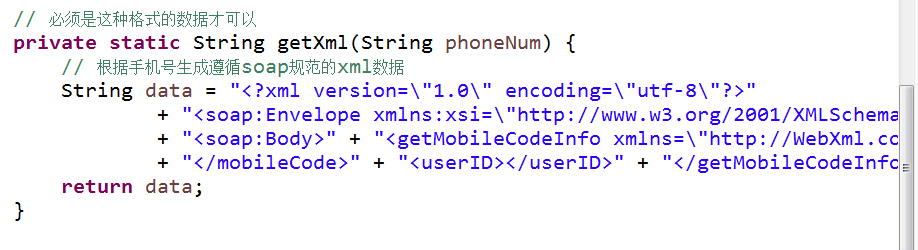 // 必须是这种格式的数据才可以
private static String getXml(String phoneNum) {
// 根据手机号生成遵循soap规范的xml数据
String data = "<?xml version=\"1.0\" encoding=\"utf-8\"?>"
+ "<soap:Envelope xmlns:xsi=\"http://www.w3.org/2001/XMLSchema
+ "<soap:Body>" + "<getMobileCodeInfo xmlns=\"http://WebXml.co
+ "</mobileCode>" + "<userID></userID>" + "</getMobileCodeInfo
return data;
}